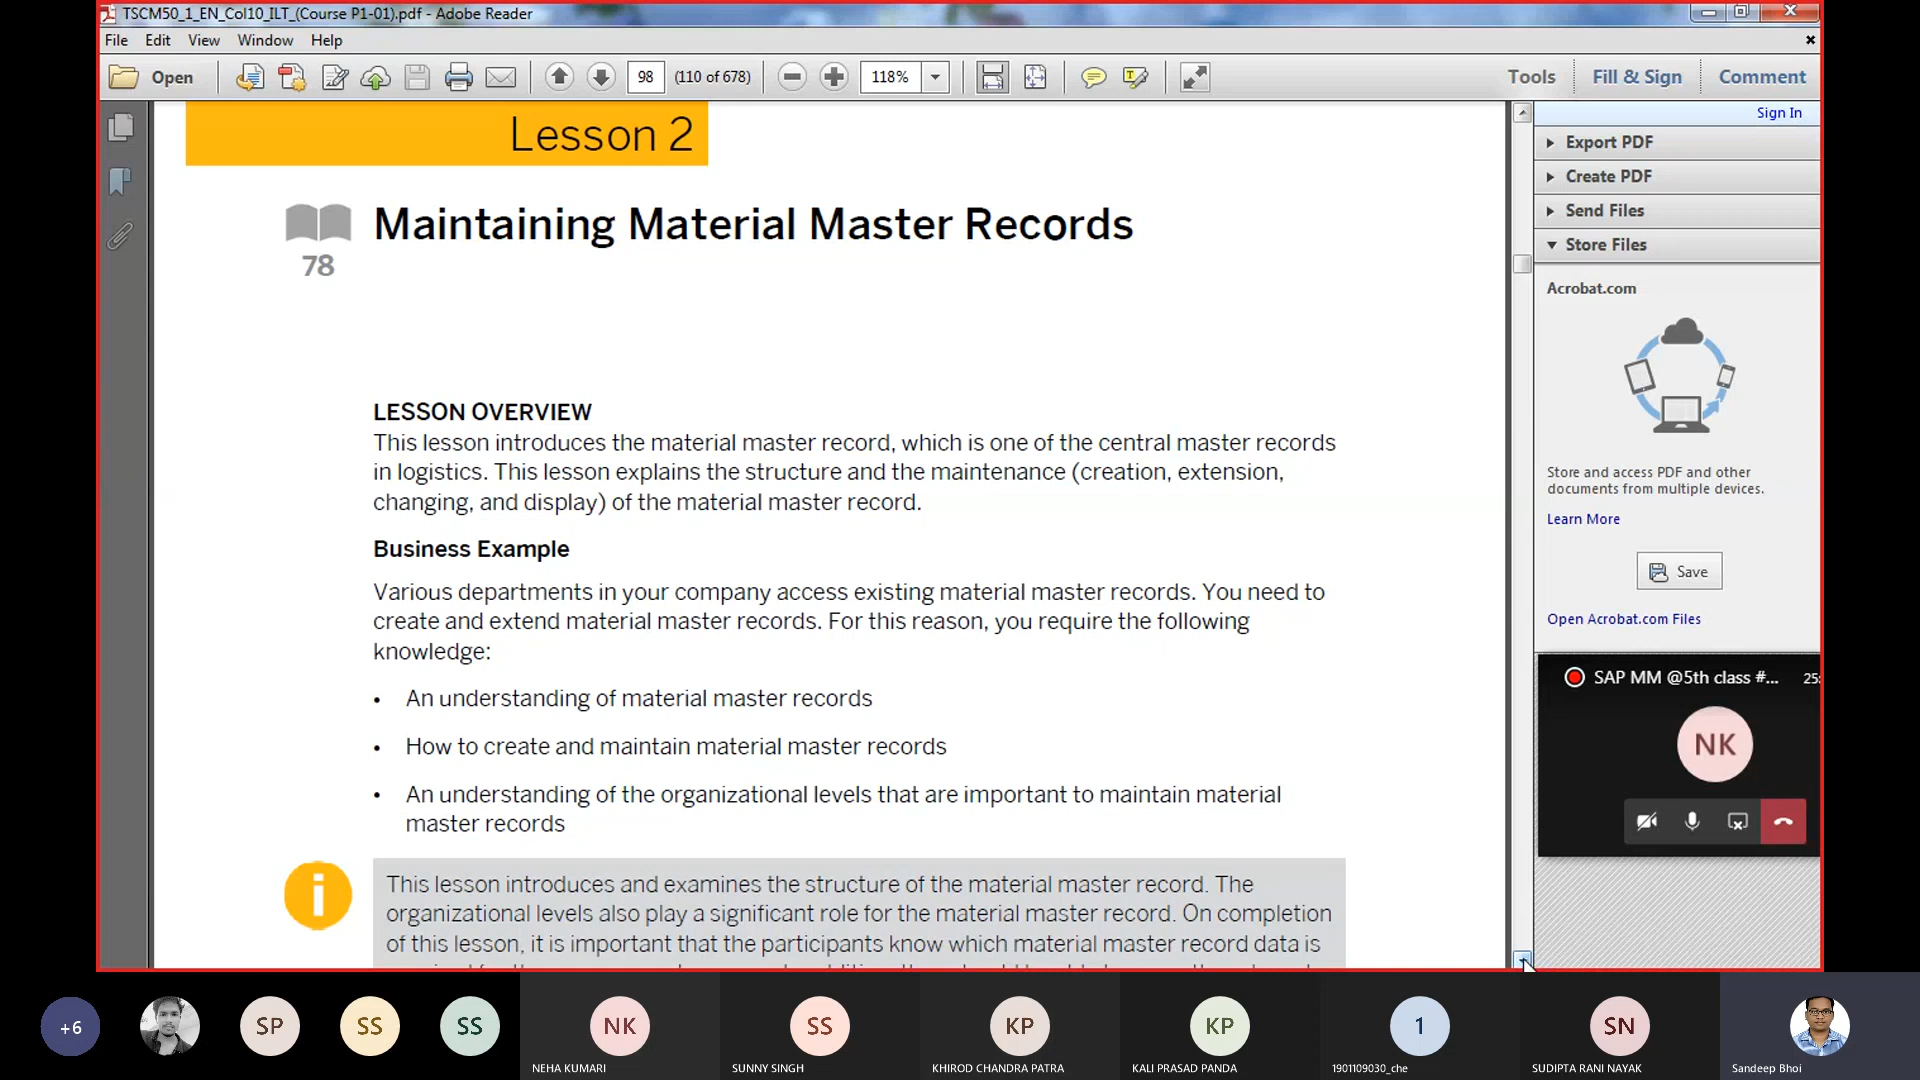 TSCM50_1_EN_Col10_ILT_(Course P1-01).pdf - Adobe Reader
File Edit View Window Help
Open 98 (110 of 678) 118% Tools Fill & Sign Comment
Sign In
Export PDF
Create PDF
Send Files
Store Files
Acrobat.com
Store and access PDF and other
documents from multiple devices.
Learn More
Save
Open Acrobat.com Files
SAP MM @5th class #...
NK
Lesson 2
Maintaining Material Master Records
78
LESSON OVERVIEW
This lesson introduces the material master record, which is one of the central master records
in logistics. This lesson explains the structure and the maintenance (creation, extension,
changing, and display) of the material master record.
Business Example
Various departments in your company access existing material master records. You need to
create and extend material master records. For this reason, you require the following
knowledge:
• An understanding of material master records
• How to create and maintain material master records
• An understanding of the organizational levels that are important to maintain material
master records
This lesson introduces and examines the structure of the material master record. The
organizational levels also play a significant role for the material master record. On completion
of this lesson, it is important that the participants know which material master record data is
+6 SP SS SS NK SS KP KP 1 SN
NEHA KUMARI SUNNY SINGH KHIROD CHANDRA PATRA KALI PRASAD PANDA 1901109030_che SUDIPTA RANI NAYAK Sandeep Bhoi